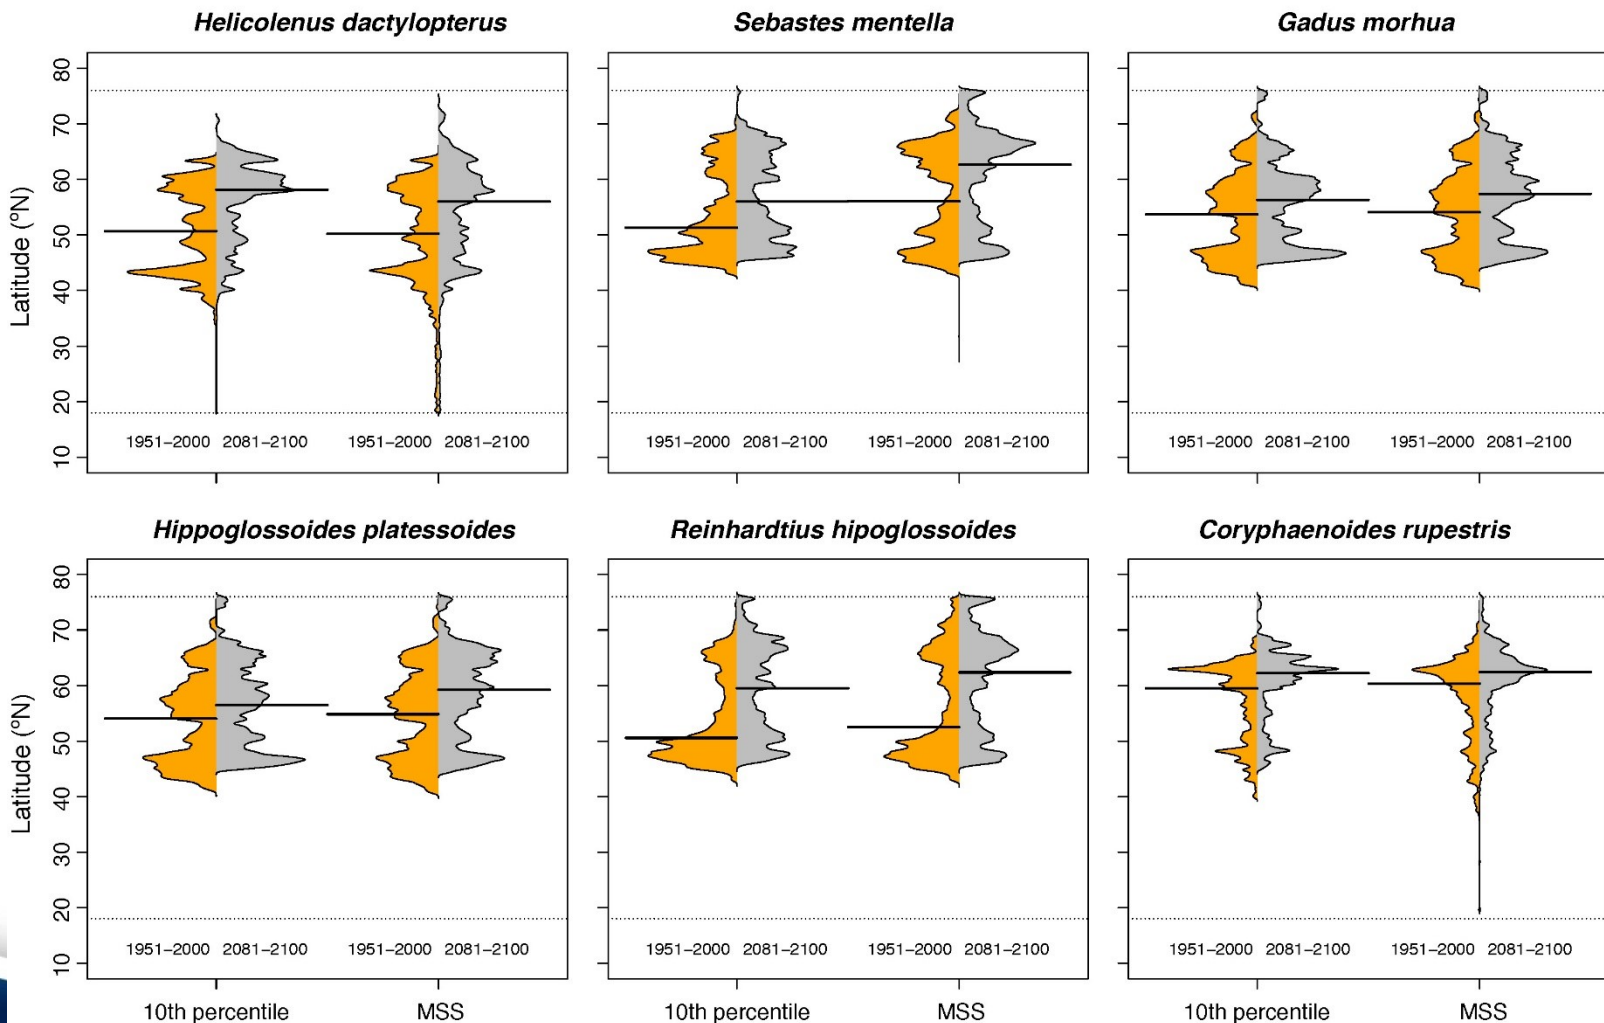 Helicolenus dactylopterus
Sebastes mentella
Gadus morhua
Latitude (ºN)
80
70
60
50
40
30
20
10
1951−2000 2081−2100 1951−2000 2081−2100
1951−2000 2081−2100 1951−2000 2081−2100
1951−2000 2081−2100 1951−2000 2081−2100
Hippoglossoides platessoides
Reinhardtius hipoglossoides
Coryphaenoides rupestris
Latitude (ºN)
80
70
60
50
40
30
20
10
1951−2000 2081−2100 1951−2000 2081−2100
1951−2000 2081−2100 1951−2000 2081−2100
1951−2000 2081−2100 1951−2000 2081−2100
10th percentile MSS
10th percentile MSS
10th percentile MSS